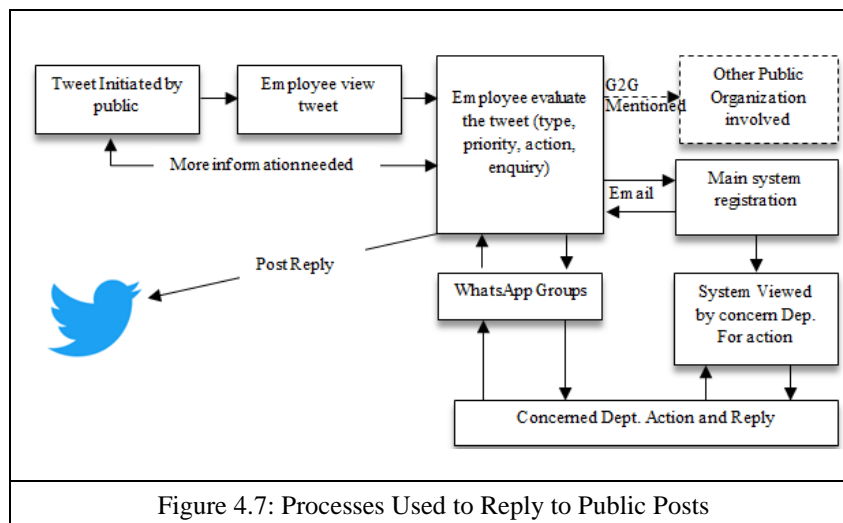 Tweet Initiated by
public
Employee view
tweet
Employee evaluate
the tweet (type,
priority, action,
enquiry)
G2G
Mentioned
Other Public
Organization
involved
More information needed
Email
Main system
registration
Post Reply
WhatsApp Groups
System Viewed
by concern Dep.
For action
Concerned Dept. Action and Reply
Figure 4.7: Processes Used to Reply to Public Posts